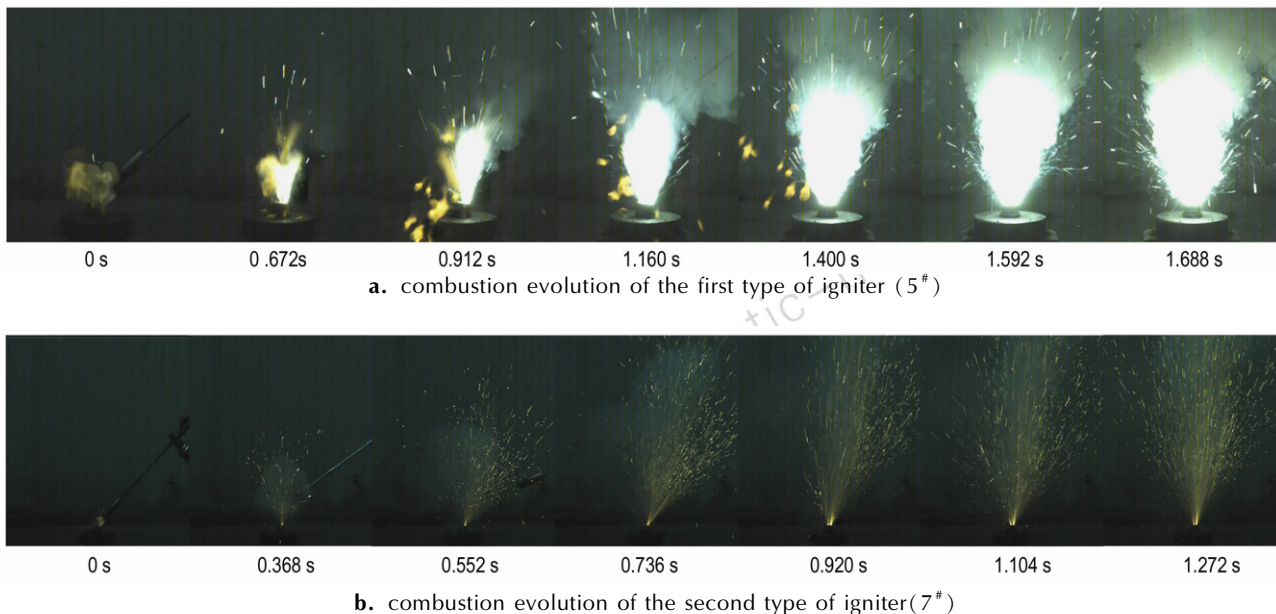 0 s 0 .672s 0.912 s 1.160 s 1.400 s 1.592 s 1.688 s
a. combustion evolution of the first type of igniter (5#)
tic-
0 s 0.368 s 0.552 s 0.736 s 0.920 s 1.104 s 1.272 s
b. combustion evolution of the second type of igniter(7#)